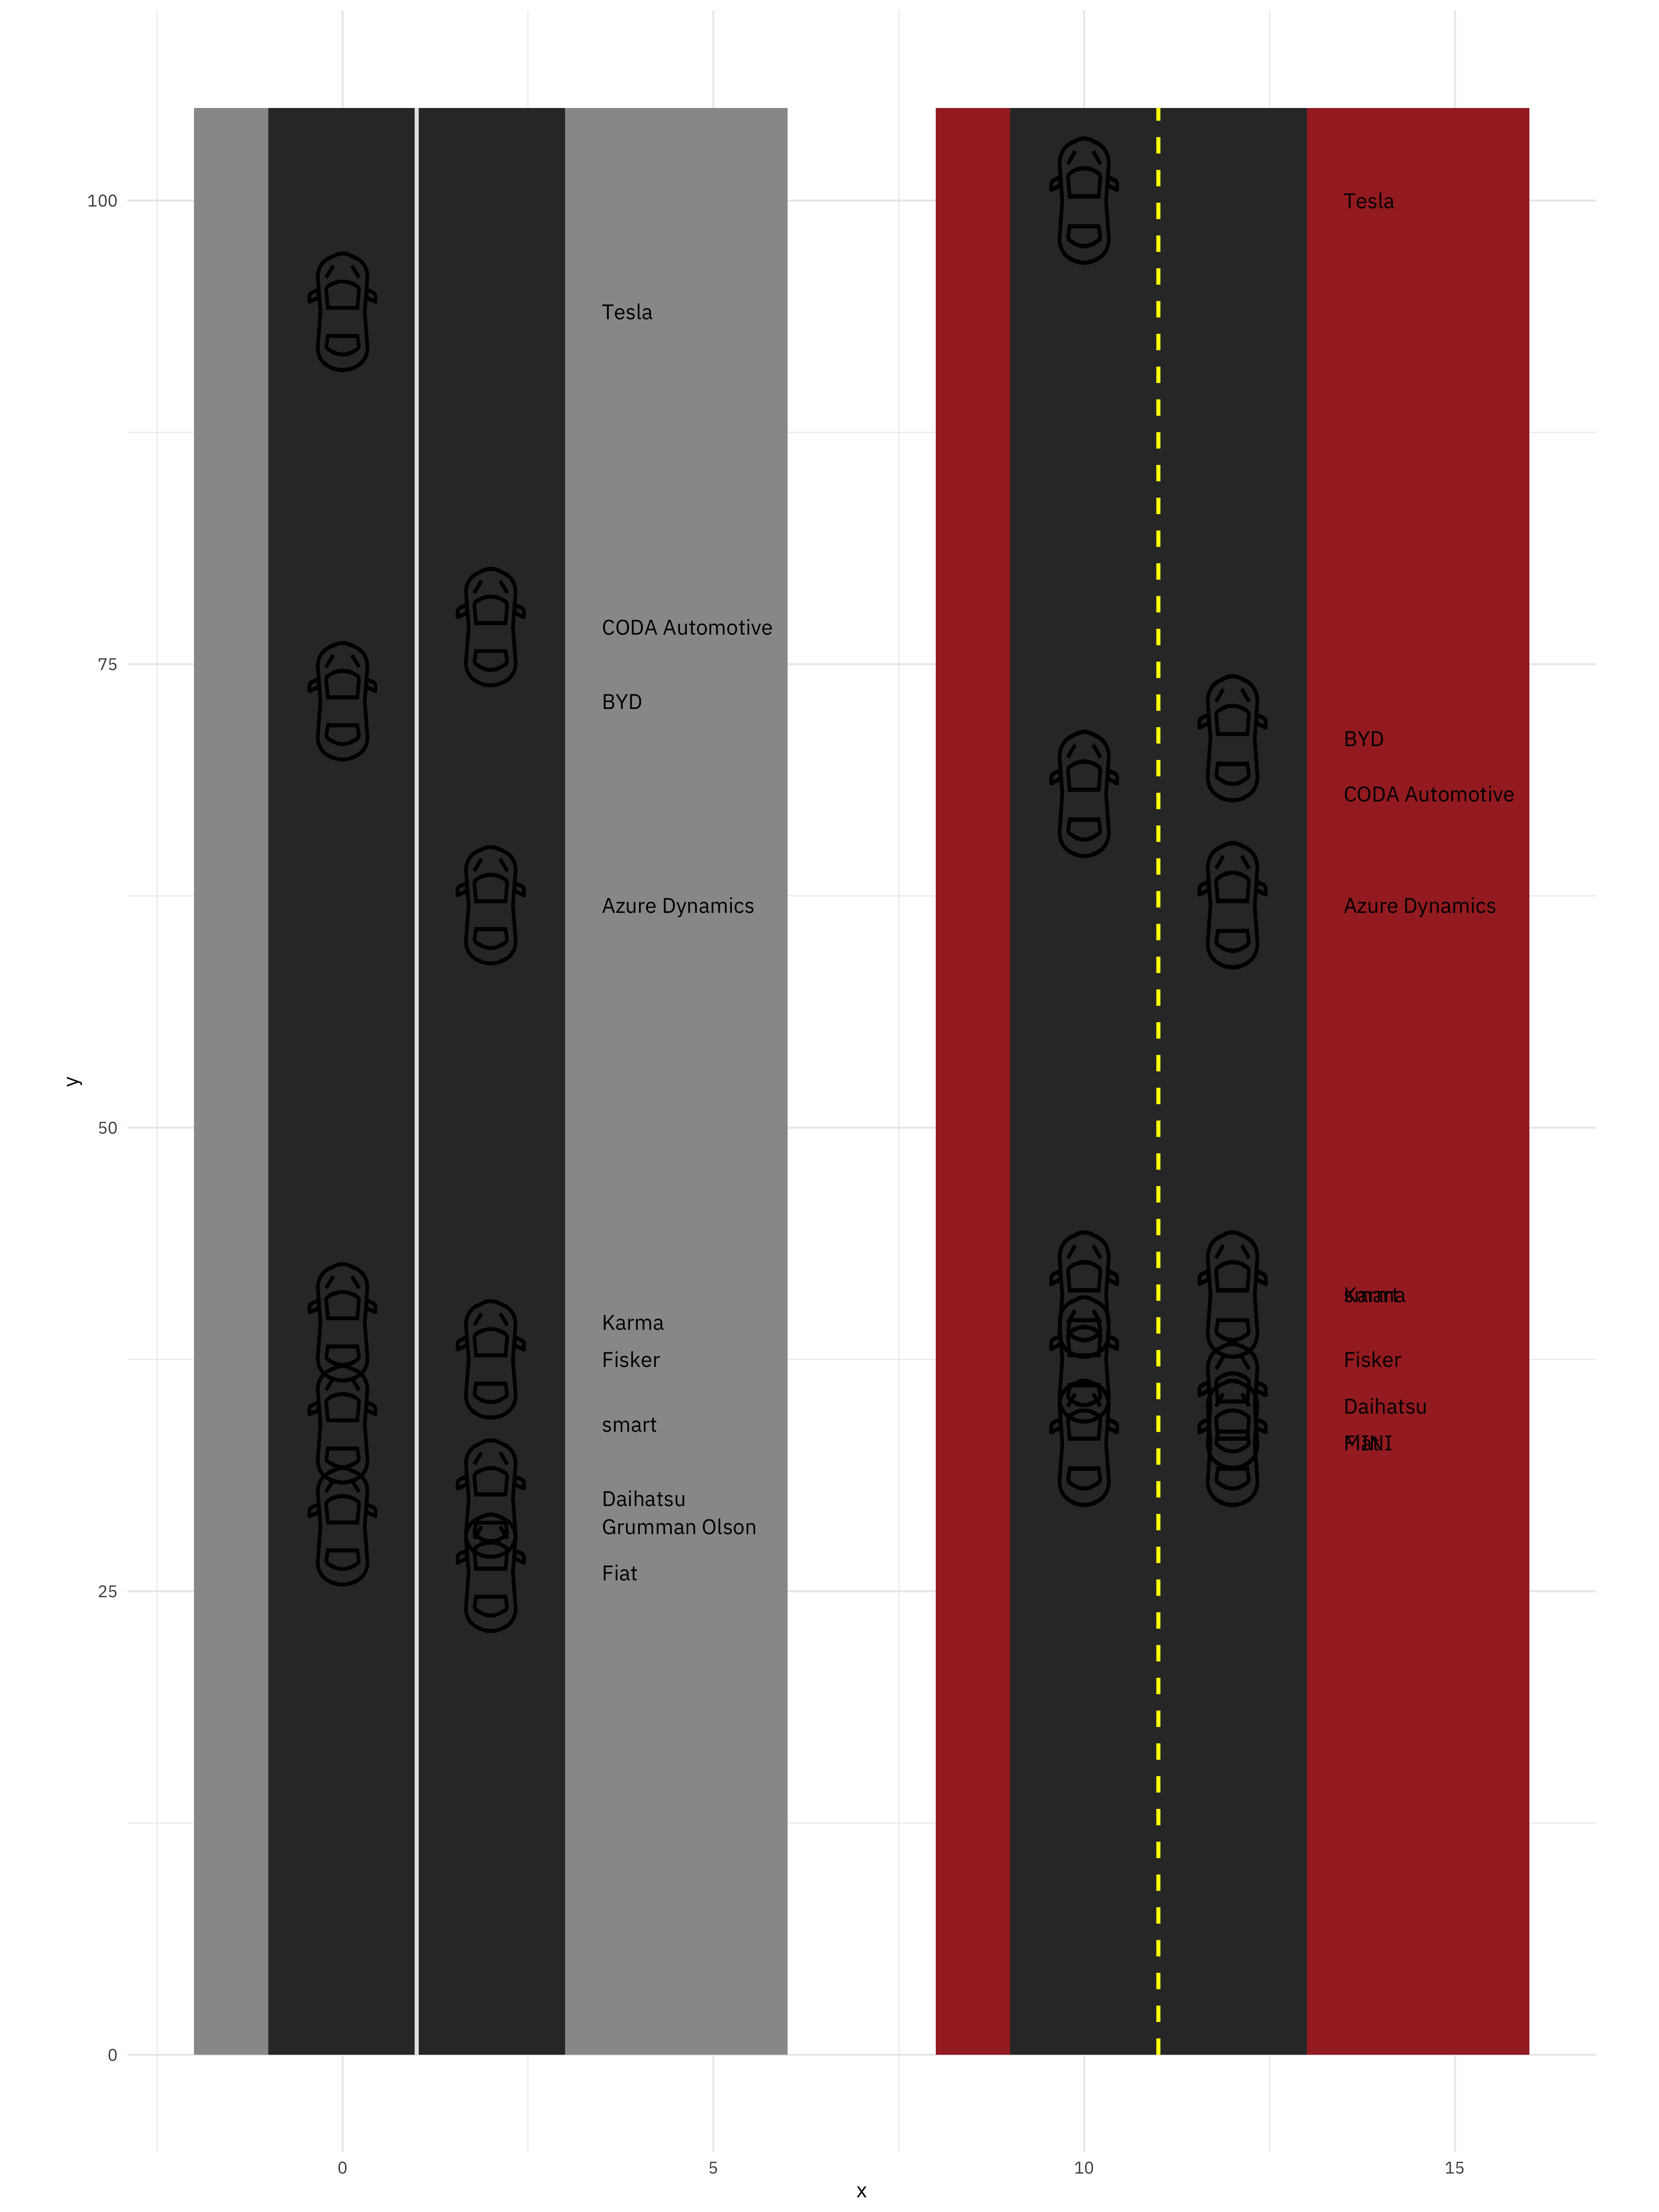 100
Tesla
Tesla
CODA Automotive
75
BYD
BYD
CODA Automotive
Azure Dynamics
Azure Dynamics
y
50
Karma
smart
Karma
Fisker
Fisker
smart
Daihatsu
Fiat
MINI
Daihatsu
Grumman Olson
25
Fiat
0
0
5
10
15
x